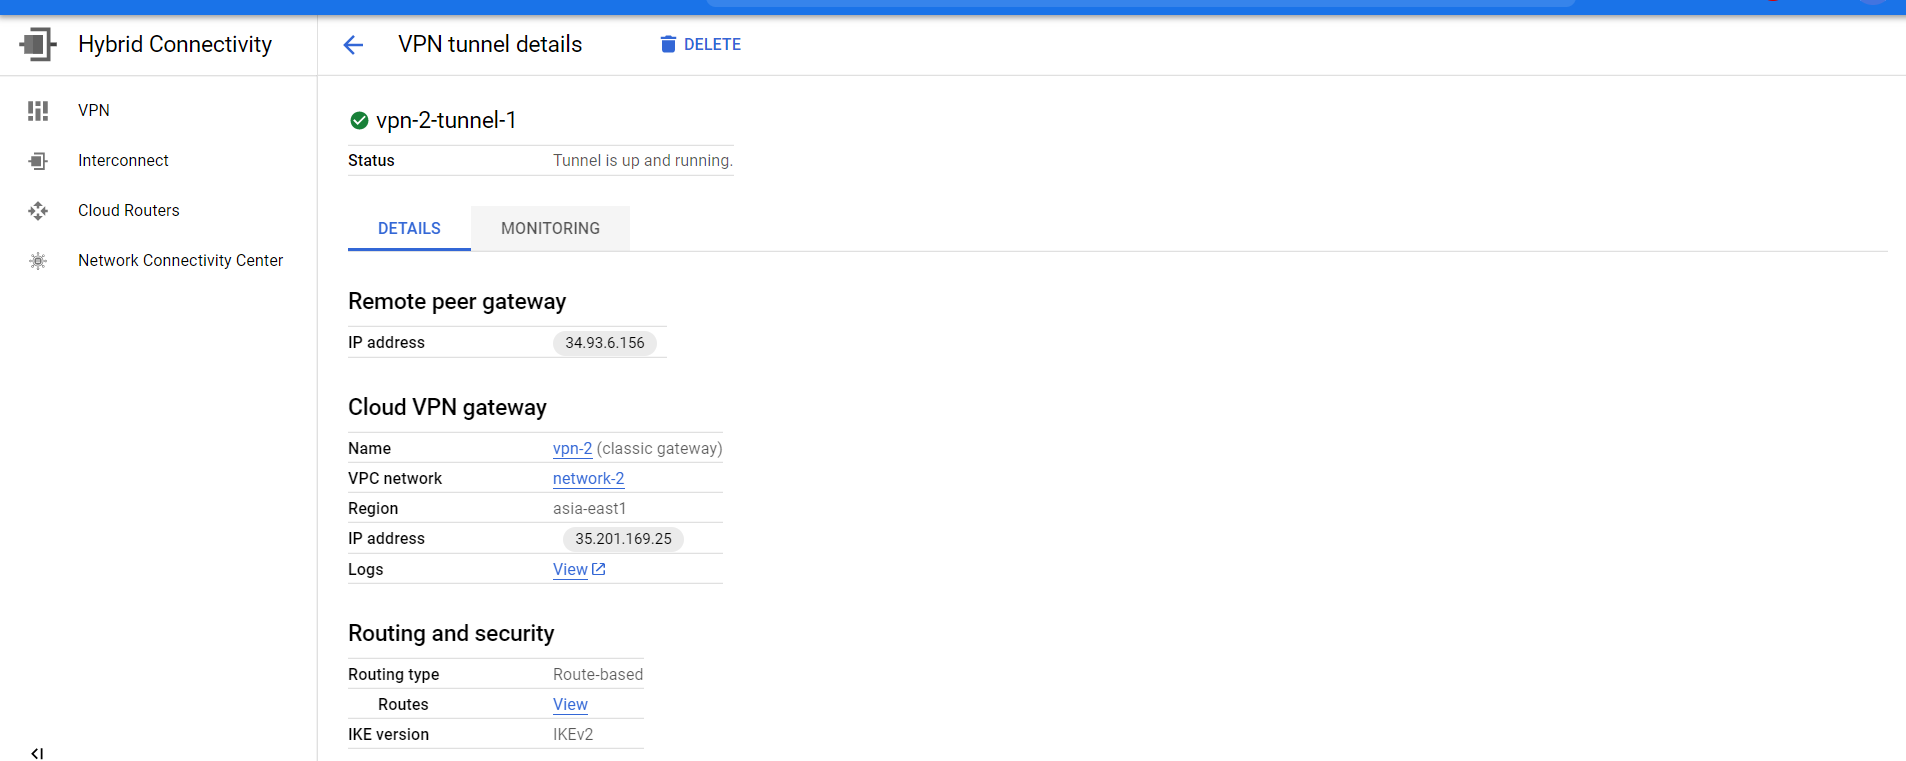 Hybrid Connectivity
VPN tunnel details
DELETE
VPN
Interconnect
Cloud Routers
Network Connectivity Center
vpn-2-tunnel-1
Status Tunnel is up and running.
DETAILS MONITORING
Remote peer gateway
IP address 34.93.6.156
Cloud VPN gateway
Name vpn-2 (classic gateway)
VPC network network-2
Region asia-east1
IP address 35.201.169.25
Logs View
Routing and security
Routing type Route-based
Routes View
IKE version IKEv2